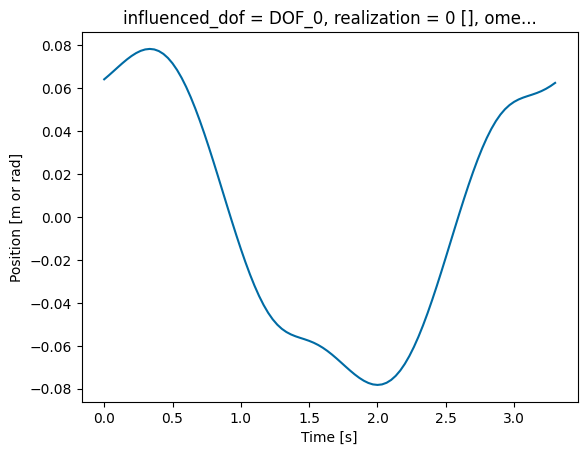 influenced_dof = DOF_0, realization = 0 [], ome...
0.08
0.06
0.04
0.02
0.00
−0.02
−0.04
−0.06
−0.08
Position [m or rad]
0.0 0.5 1.0 1.5 2.0 2.5 3.0
Time [s]